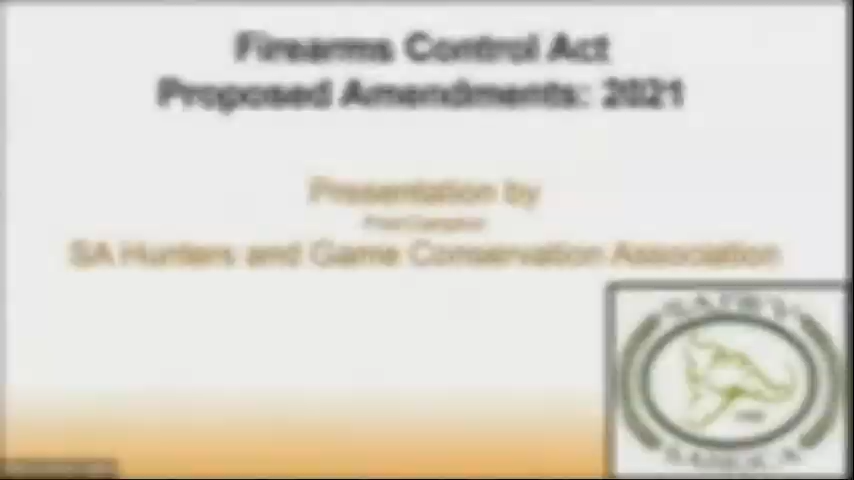 Firearms Control Act
Proposed Amendments: 2021
Presentation by
SA Hunters and Game Conservation Association